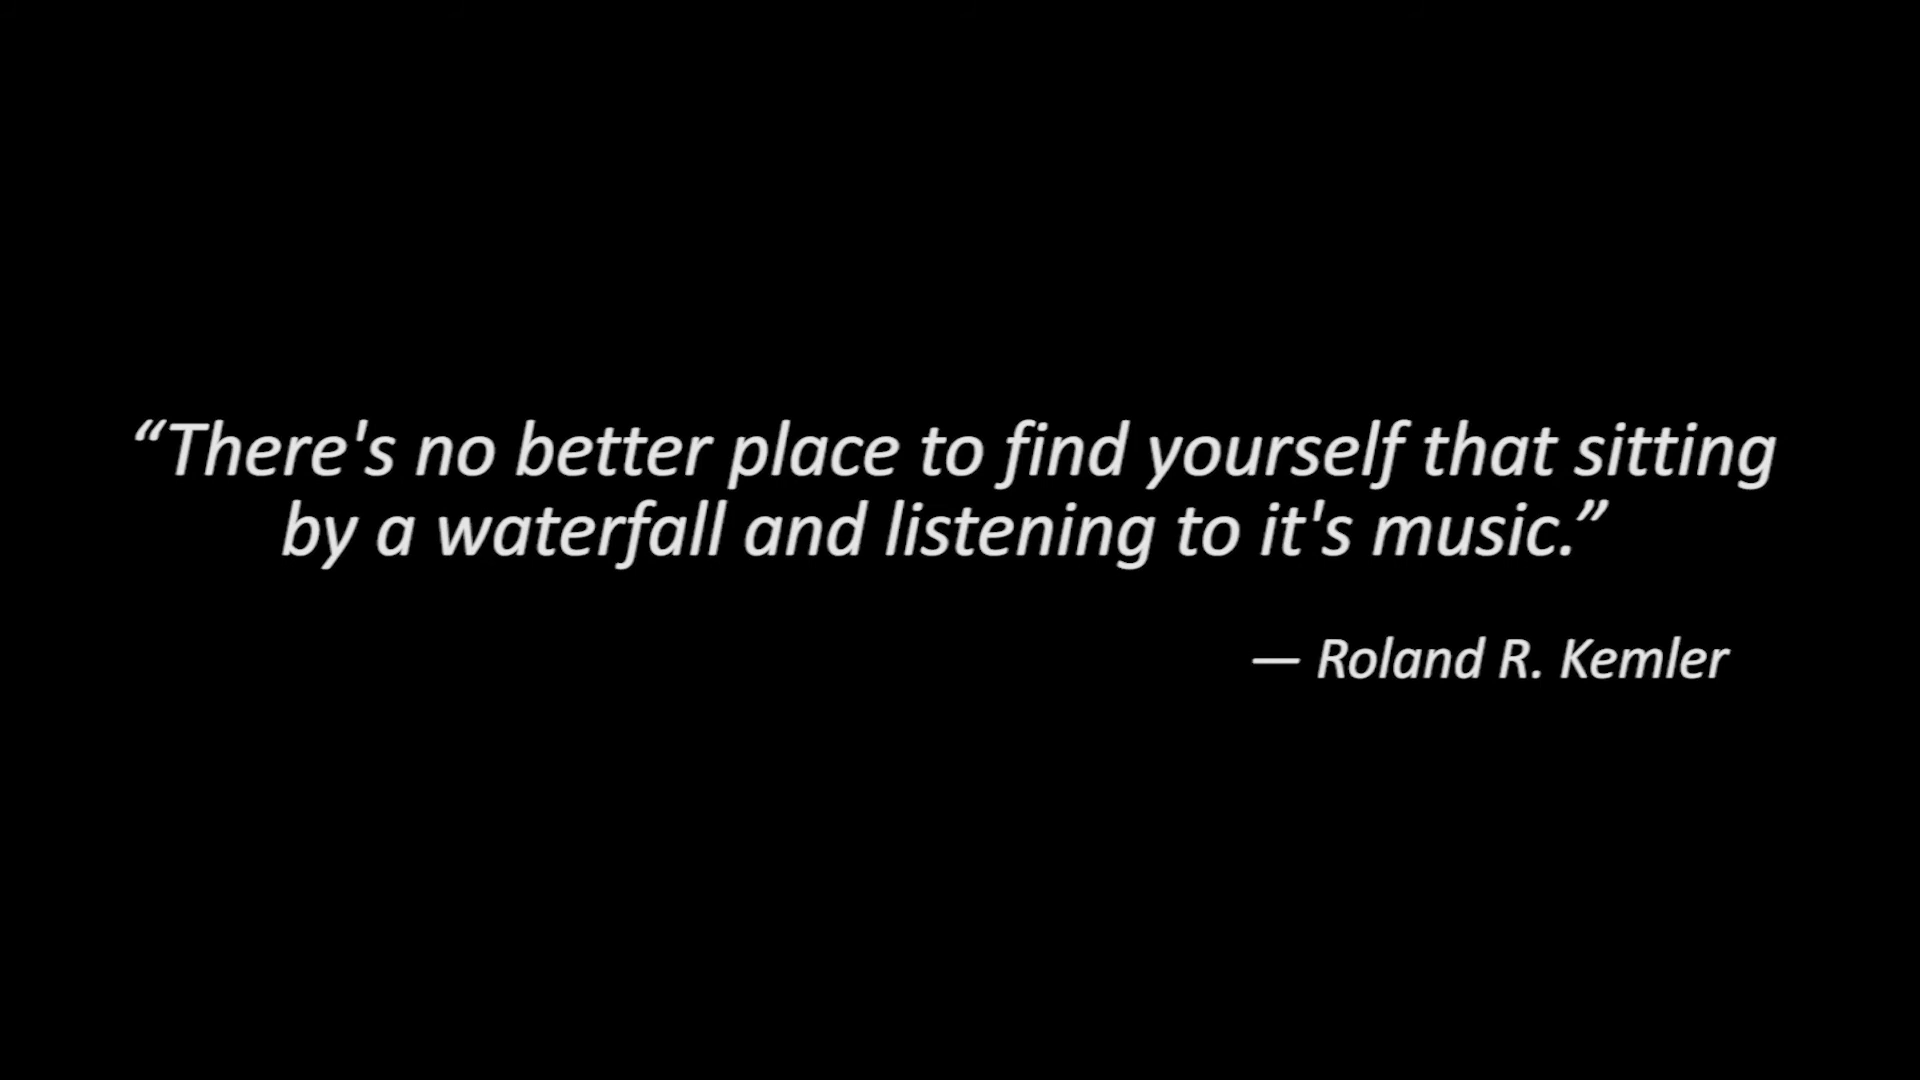 “There's no better place to find yourself that sitting
by a waterfall and listening to it's music.”
— Roland R. Kemler